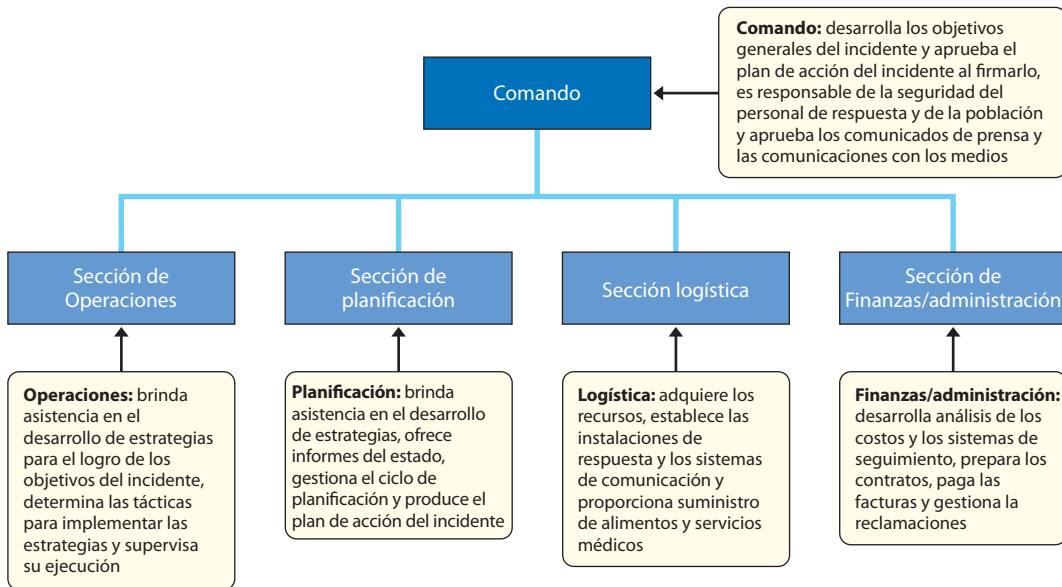 Comando: desarrolla los objetivos
generales del incidente y aprueba el
plan de acción del incidente al firmarlo,
es responsable de la seguridad del
personal de respuesta y de la población
y aprueba los comunicados de prensa y
las comunicaciones con los medios
Comando
Sección de
Operaciones
Sección de
planificación
Sección logística
Sección de
Finanzas/administración
Operaciones: brinda
asistencia en el
desarrollo de estrategias
para el logro de los
objetivos del incidente,
determina las tácticas
para implementar las
estrategias y supervisa
su ejecución
Planificación: brinda
asistencia en el desarrollo
de estrategias, ofrece
informes del estado,
gestiona el ciclo de
planificación y produce el
plan de acción del incidente
Logística: adquiere los
recursos, establece las
instalaciones de
respuesta y los sistemas
de comunicación y
proporciona suministro
de alimentos y servicios
médicos
Finanzas/administración:
desarrolla análisis de los
costos y los sistemas de
seguimiento, prepara los
contratos, paga las
facturas y gestiona la
reclamaciones